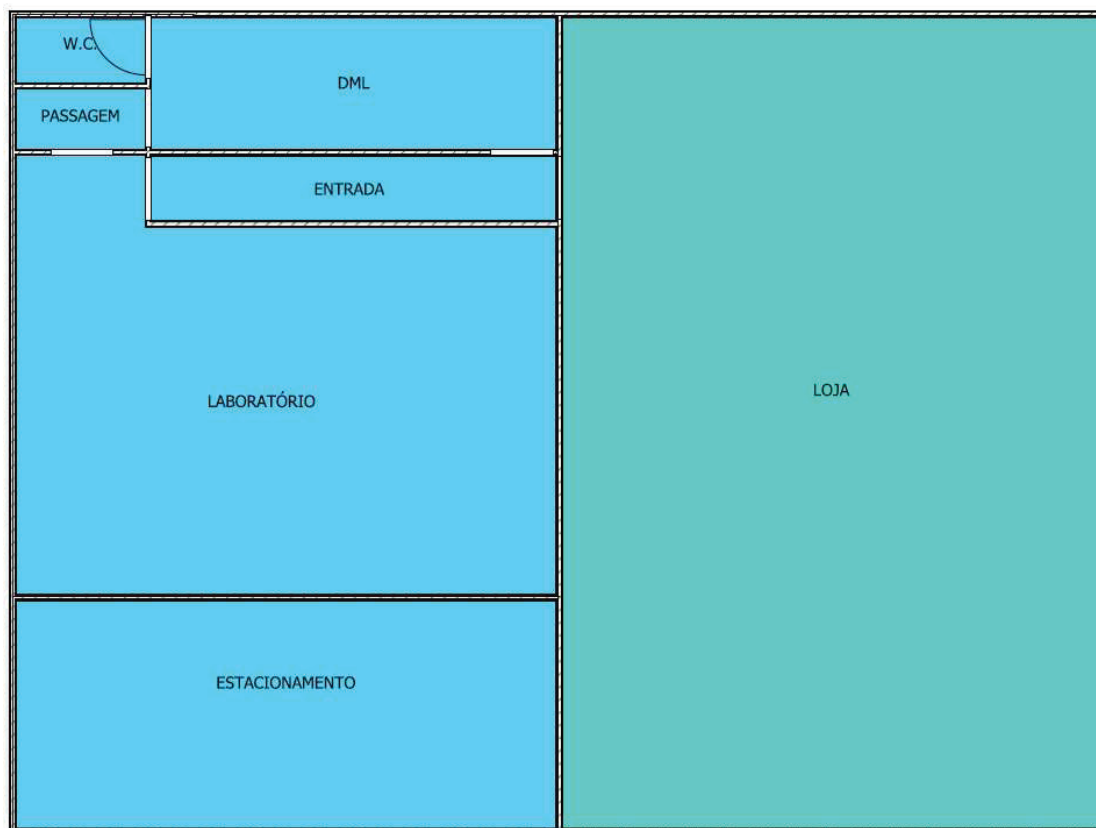 W.C.
DML
PASSAGEM
ENTRADA
LABORATÓRIO
LOJA
ESTACIONAMENTO